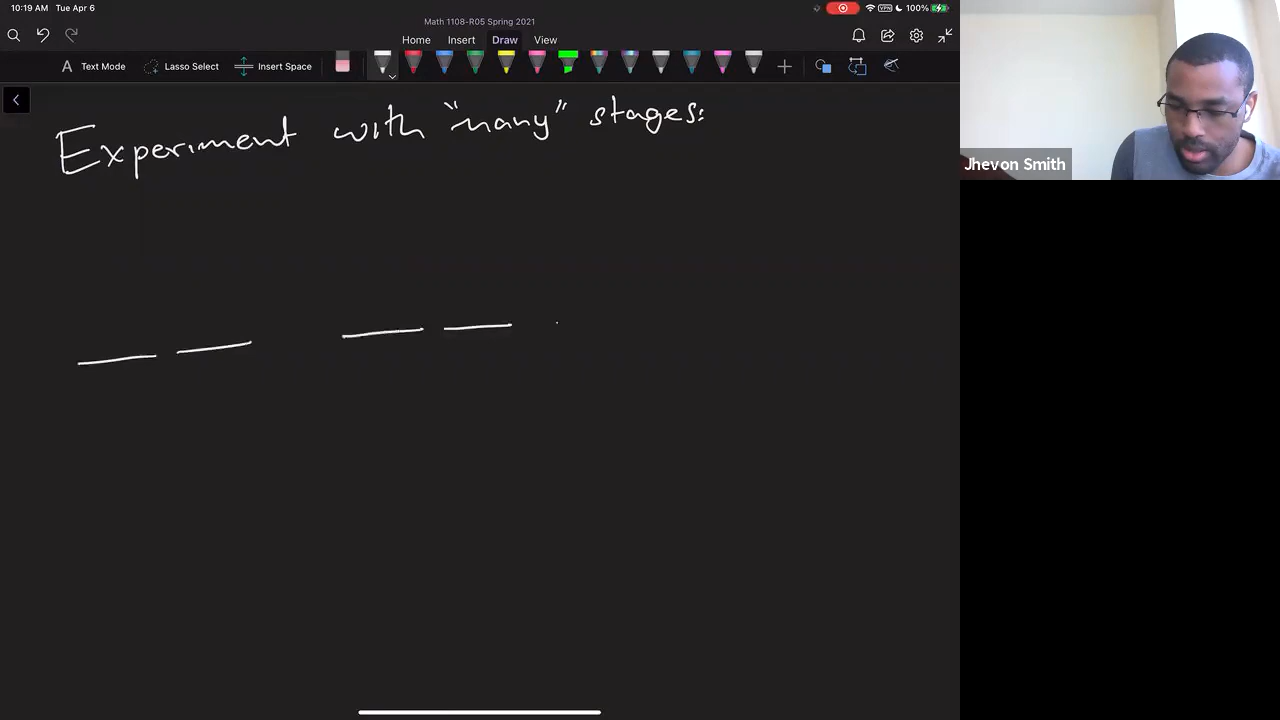 10:19 AM Tue Apr 6
VPN 100%
Math 1108-R05 Spring 2021
Home Insert Draw View
A Text Mode Lasso Select Insert Space
Experiment with "many" stages:
Jhevon Smith